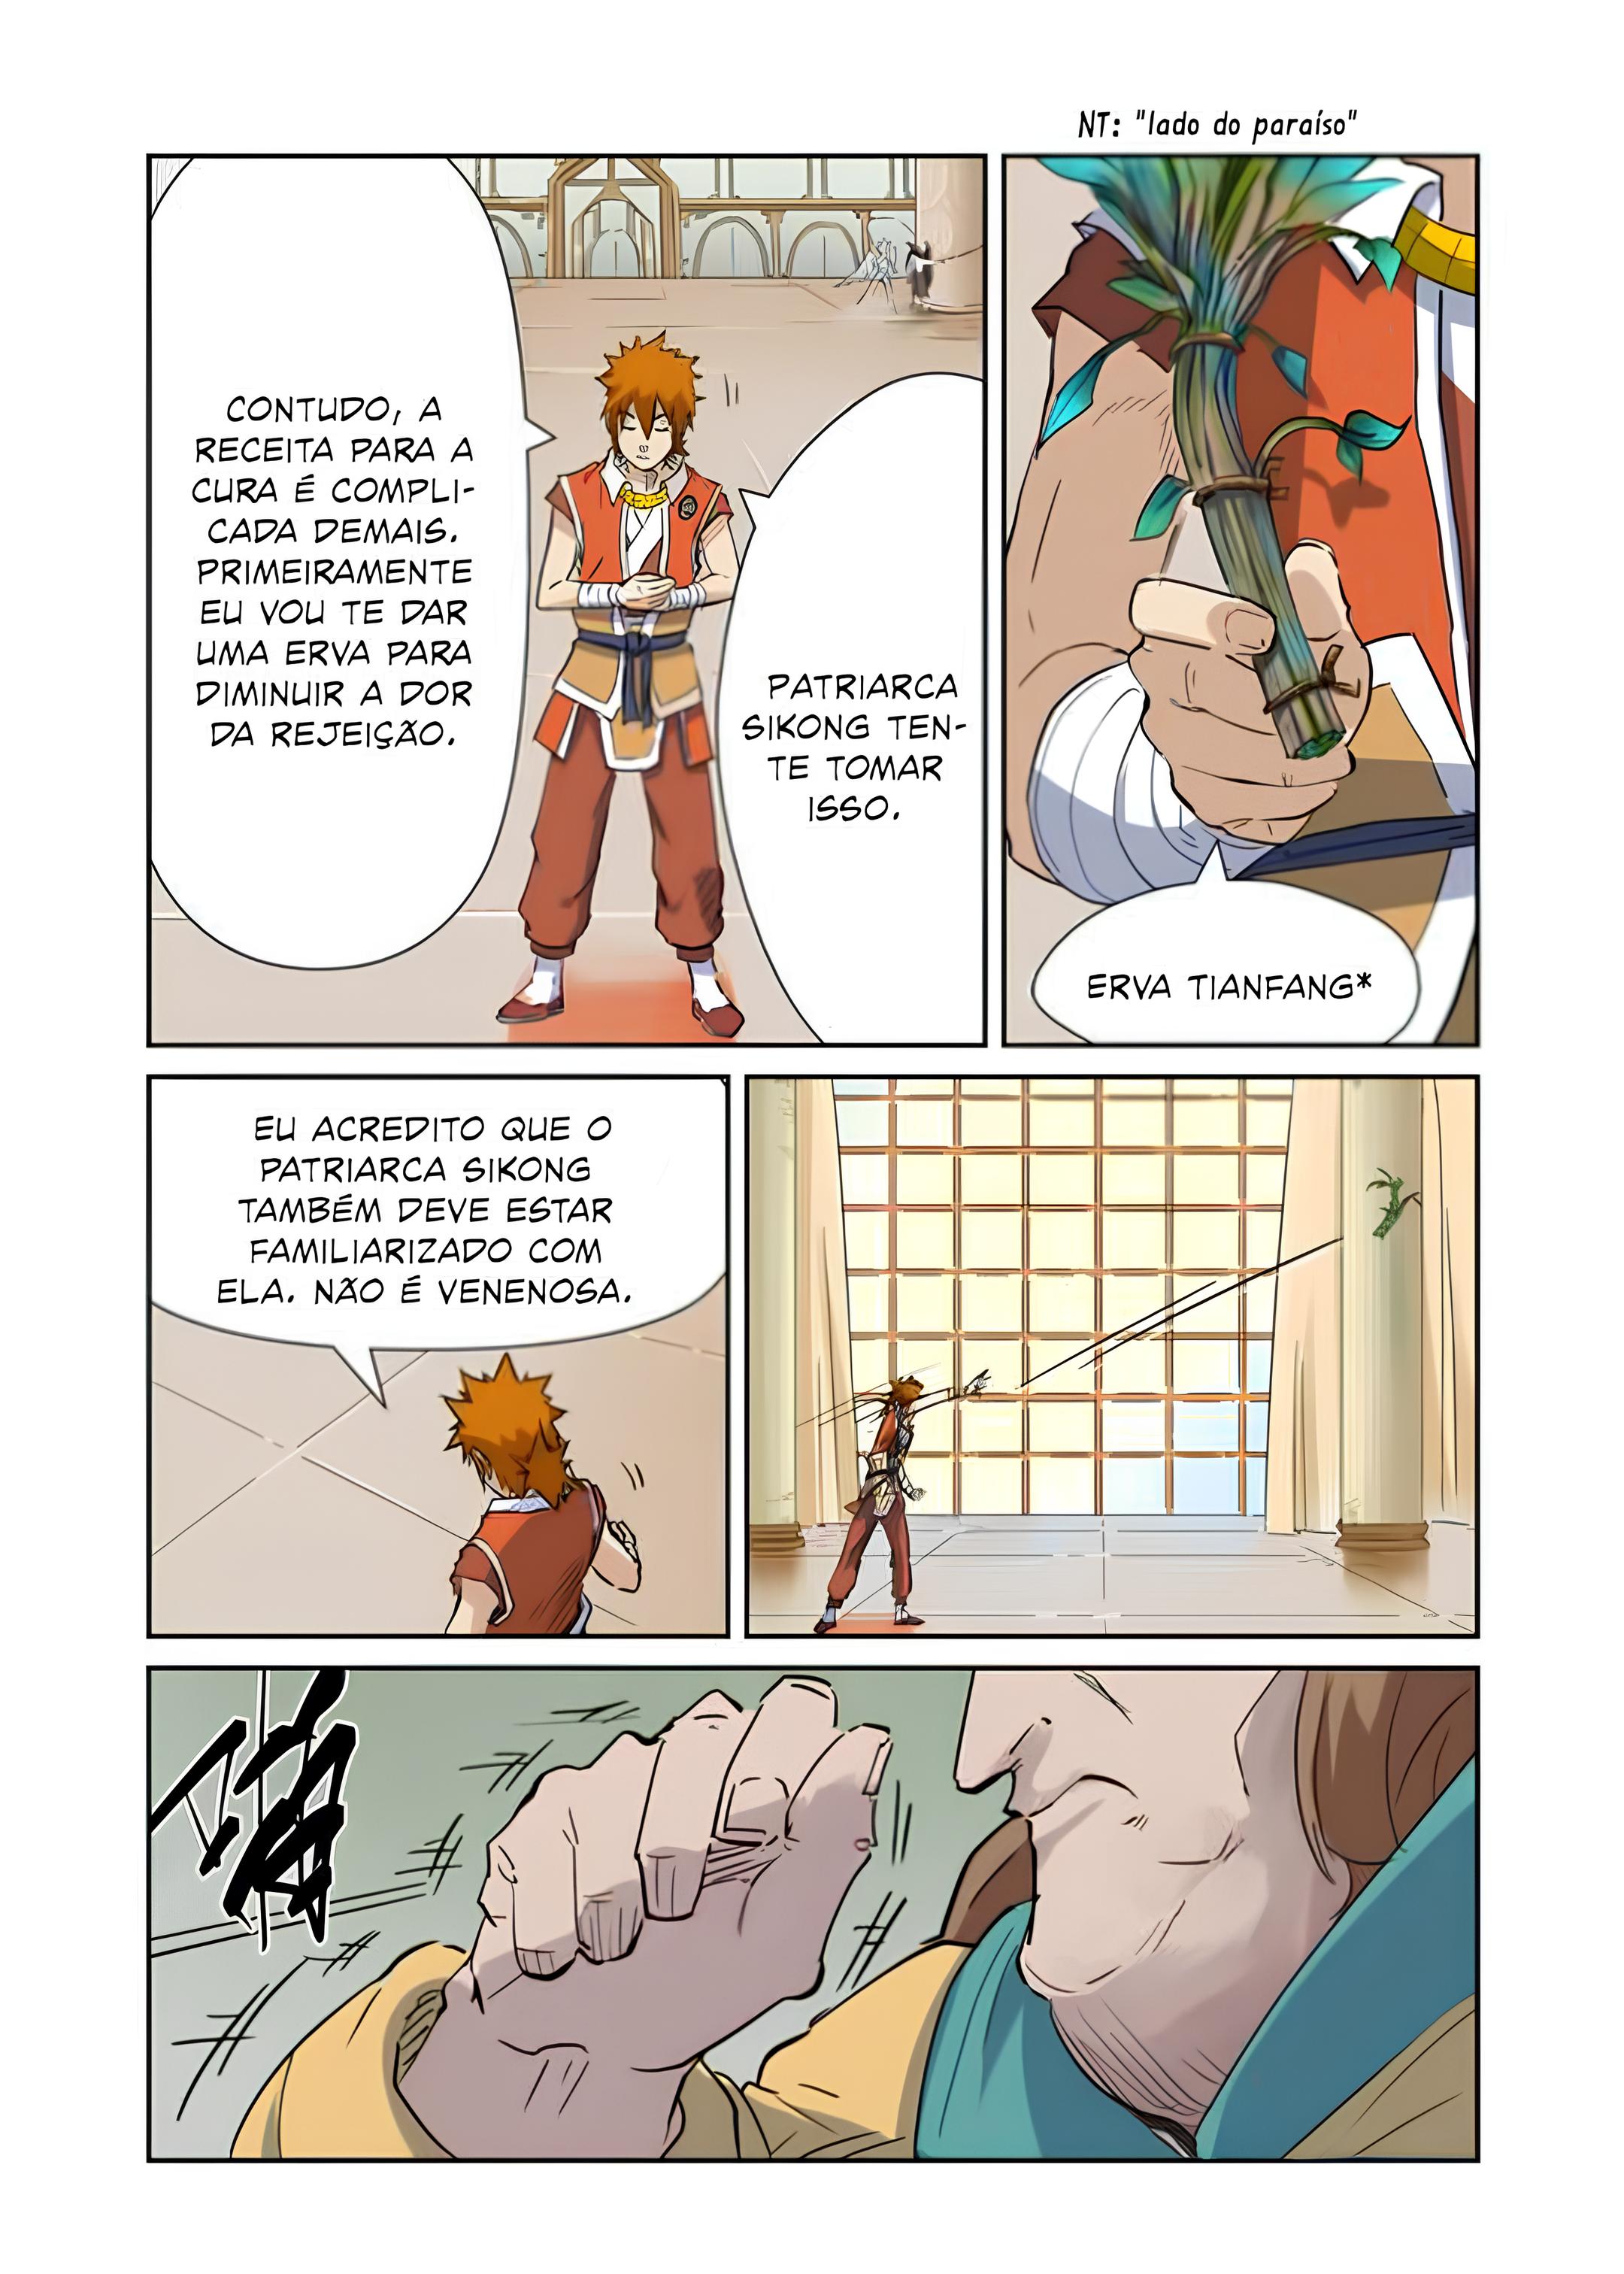 NT: "lado do paraíso"
CONTUDO, A
RECEITA PARA A
CURA É COMPLI-
CADA DEMAIS.
PRIMEIRAMENTE
EU VOU TE DAR
UMA ERVA PARA
DIMINUIR A DOR
DA REJEIÇÃO.
PATRIARCA
SIKONG TEN-
TE TOMAR
ISSO.
ERVA TIANFANG*
EU ACREDITO QUE O
PATRIARCA SIKONG
TAMBÉM DEVE ESTAR
FAMILIARIZADO COM
ELA. NÃO É VENENOSA.